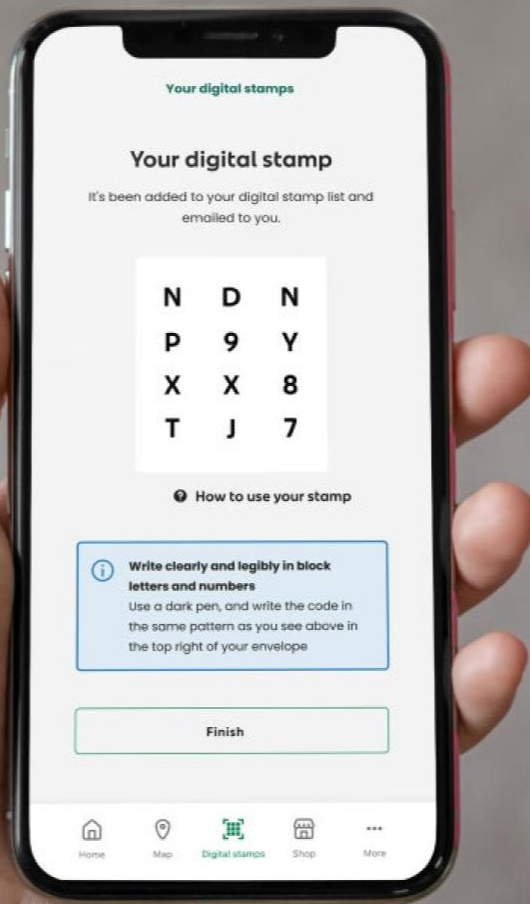 Your digital stamps
Your digital stamp
It's been added to your digital stamp list and
emailed to you.
N D N
P 9 Y
X X 8
T J 7
? How to use your stamp
i Write clearly and legibly in block
letters and numbers
Use a dark pen, and write the code in
the same pattern as you see above in
the top right of your envelope
Finish
Home Map Digital stamps Shop More